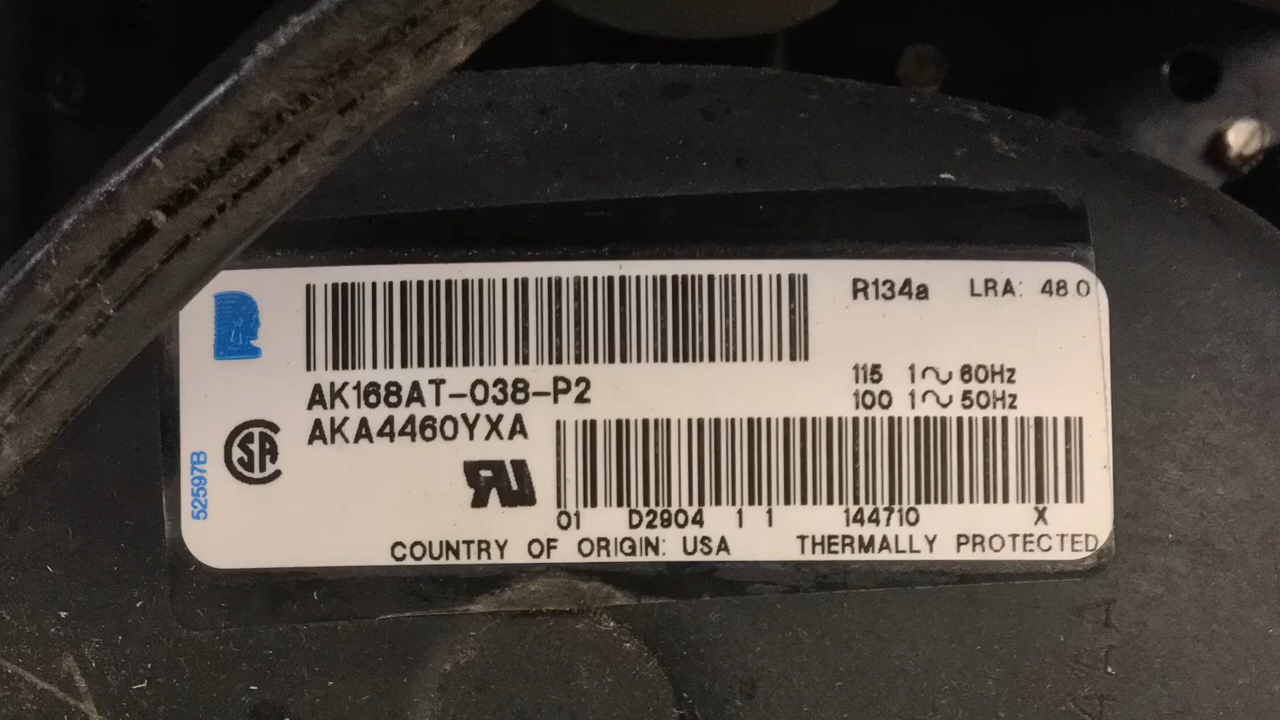 R134a LRA: 48.0
AK168AT-038-P2
115 1~ 60Hz
100 1~ 50Hz
AKA4460YXA
52597B
01 D2904 1 1 144710 X
COUNTRY OF ORIGIN: USA THERMALLY PROTECTED